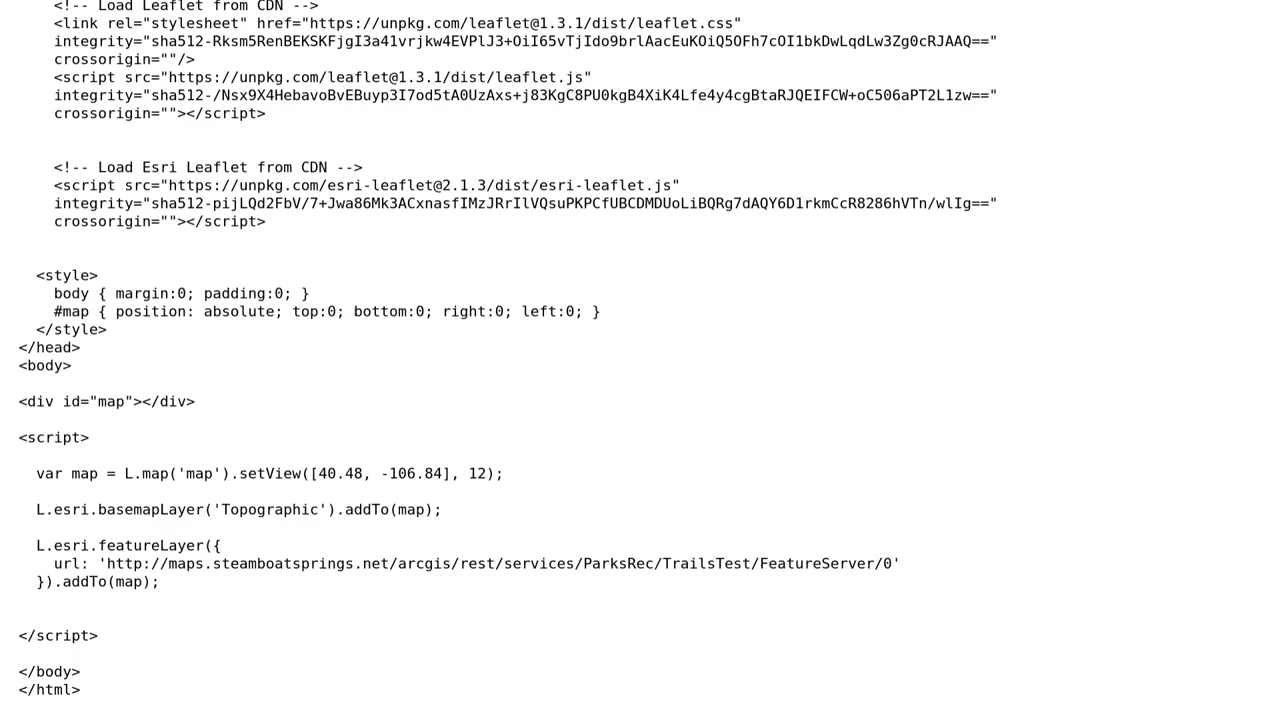 <!-- Load Leaflet from CDN -->
<link rel="stylesheet" href="https://unpkg.com/leaflet@1.3.1/dist/leaflet.css"
integrity="sha512-Rksm5RenBEKSKFjgI3a41vrjkw4EVPlJ3+OiI65vTjIdo9brlAacEuKOiQ5OFh7cOI1bkDwLqdLw3Zg0cRJAAQ=="
crossorigin=""/>
<script src="https://unpkg.com/leaflet@1.3.1/dist/leaflet.js"
integrity="sha512-/Nsx9X4HebavoBvEBuyp3I7od5tA0UzAxs+j83KgC8PU0kgB4XiK4Lfe4y4cgBtaRJQEIFCW+oC506aPT2L1zw=="
crossorigin=""></script>
<!-- Load Esri Leaflet from CDN -->
<script src="https://unpkg.com/esri-leaflet@2.1.3/dist/esri-leaflet.js"
integrity="sha512-pijLQd2FbV/7+Jwa86Mk3ACxnasfIMzJRrIlVQsuPKPCfUBCDMDUoLiBQRg7dAQY6D1rkmCcR8286hVTn/wlIg=="
crossorigin=""></script>
<style>
body { margin:0; padding:0; }
#map { position: absolute; top:0; bottom:0; right:0; left:0; }
</style>
</head>
<body>
<div id="map"></div>
<script>
var map = L.map('map').setView([40.48, -106.84], 12);
L.esri.basemapLayer('Topographic').addTo(map);
L.esri.featureLayer({
url: 'http://maps.steamboatsprings.net/arcgis/rest/services/ParksRec/TrailsTest/FeatureServer/0'
}).addTo(map);
</script>
</body>
</html>